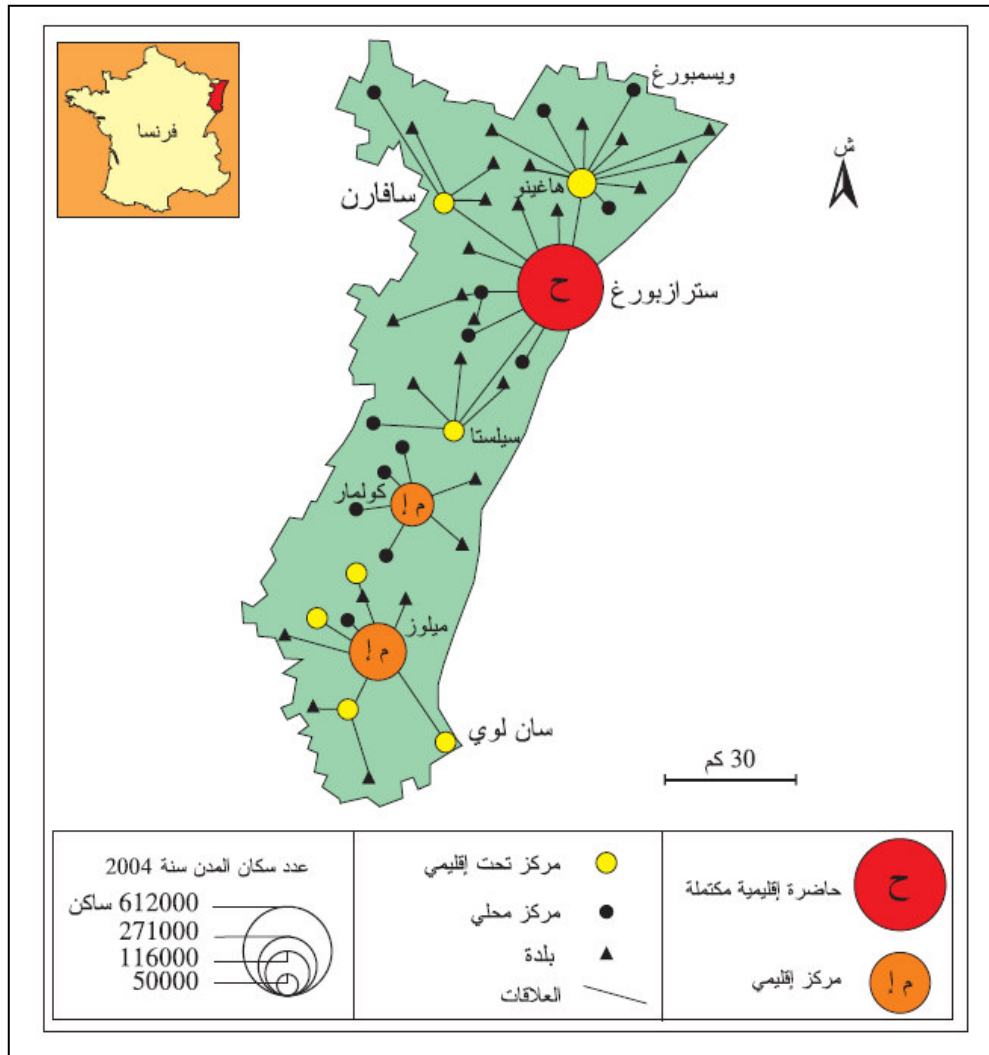 فرنسا
ويسمبورغ
ش
هاغينو
سافارن
ح
سترازبورغ
سيلستا
كولمار
م إ
ميلوز
م إ
سان لوي
30 كم
حاضرة إقليمية مكتملة
ح
مركز إقليمي
م إ
مركز تحت إقليمي
مركز محلي
بلدة
العلاقات
عدد سكان المدن سنة 2004
612000 ساكن
271000
116000
50000